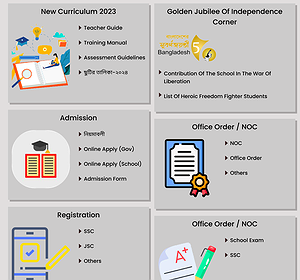 New Curriculum 2023
Teacher Guide
Training Manual
Assessment Guidelines
ছুটির তালিকা-২০২৪
Golden Jubilee Of Independence
Corner
Bangladesh
Contribution Of The School In The War Of
Liberation
List Of Heroic Freedom Fighter Students
Admission
নিয়মাবলী
Online Apply (Gov)
Online Apply (School)
Admission Form
Office Order / NOC
NOC
Office Order
Others
Registration
SSC
JSC
Others
Office Order / NOC
School Exam
SSC
A+